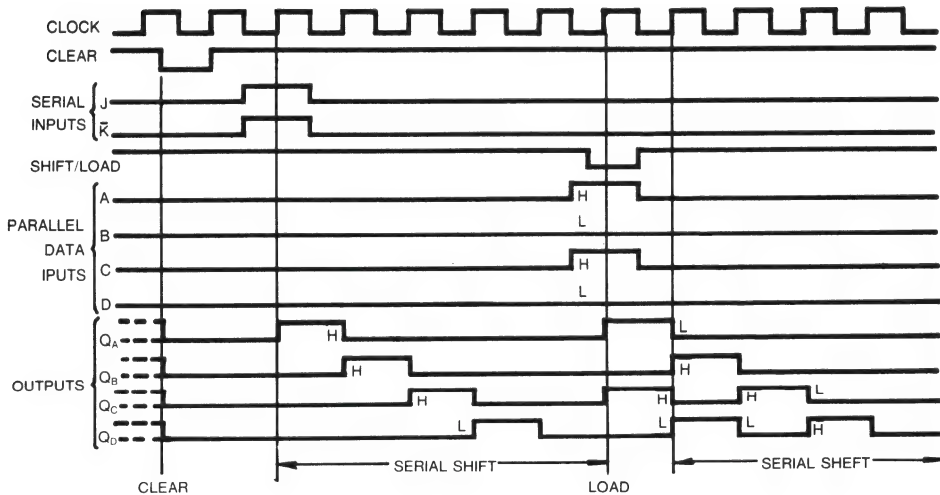 CLOCK
CLEAR
SERIAL
INPUTS
J
K̅
SHIFT/LOAD
PARALLEL
DATA
IPUTS
A
H
L
B
C
H
L
D
OUTPUTS
QA
H
L
QB
H
H
QC
H
H
H
L
QD
L
L
L
H
SERIAL SHIFT
SERIAL SHEFT
CLEAR
LOAD